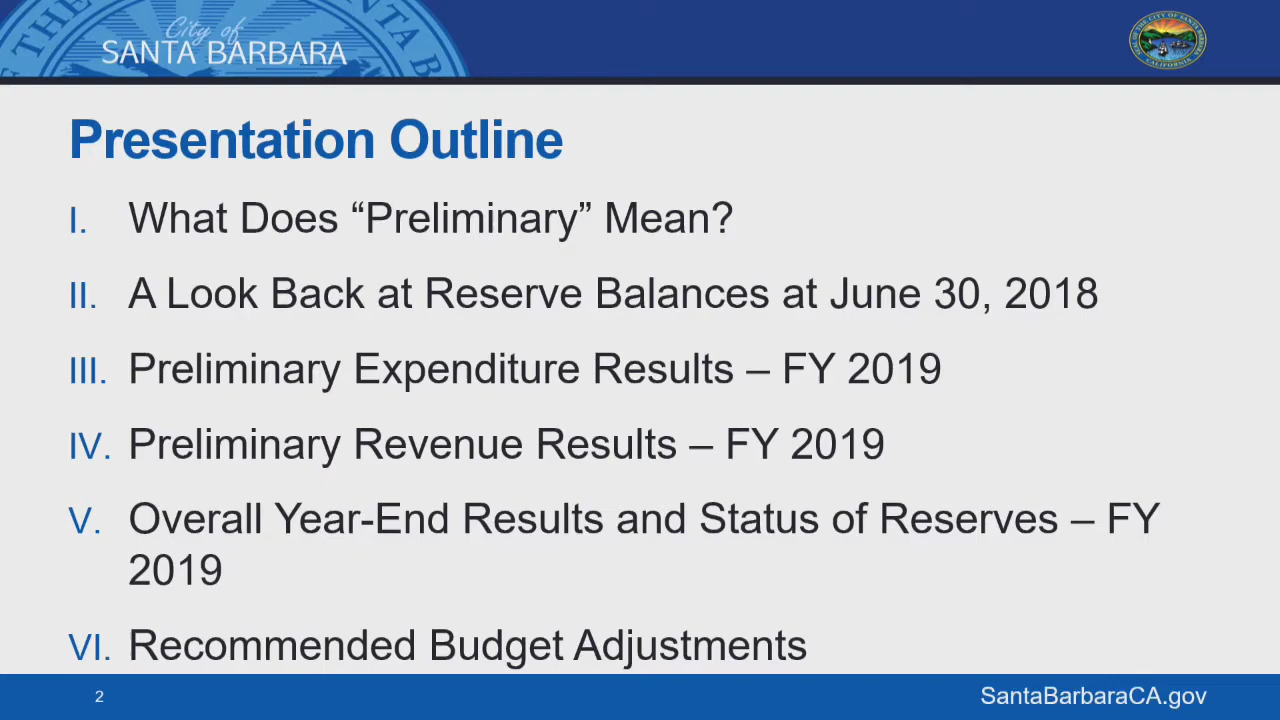 City of
SANTA BARBARA
Presentation Outline
I. What Does “Preliminary” Mean?
II. A Look Back at Reserve Balances at June 30, 2018
III. Preliminary Expenditure Results – FY 2019
IV. Preliminary Revenue Results – FY 2019
V. Overall Year-End Results and Status of Reserves – FY
2019
VI. Recommended Budget Adjustments
2
SantaBarbaraCA.gov